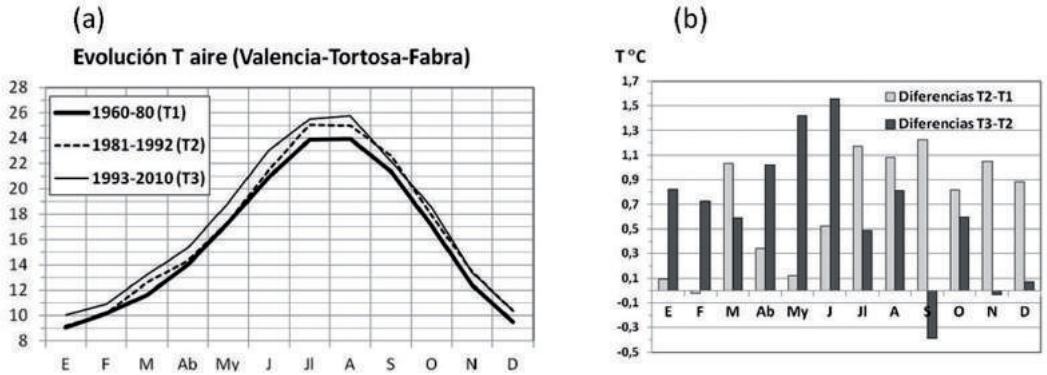 (a)
Evolución T aire (Valencia-Tortosa-Fabra)
28
26
24
22
20
18
16
14
12
10
8
1960-80 (T1)
1981-1992 (T2)
1993-2010 (T3)
E F M Ab My J Jl A S O N D
(b)
T ºC
1,7
1,5
1,3
1,1
0,9
0,7
0,5
0,3
0,1
-0,1
-0,3
-0,5
Diferencias T2-T1
Diferencias T3-T2
E F M Ab My J Jl A S O N D